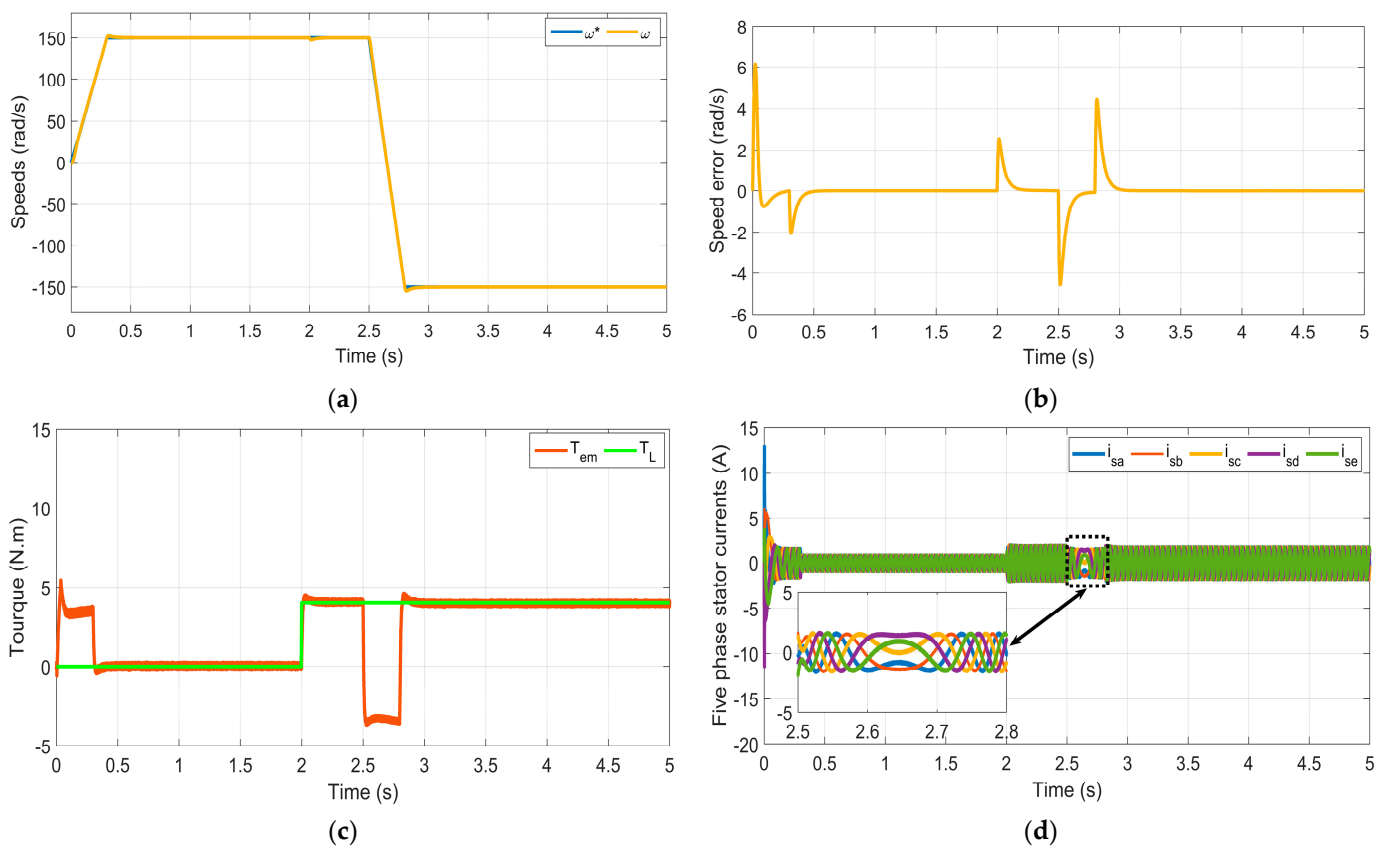 150
100
50
0
-50
-100
-150
Speeds (rad/s)
ω* ω
0 0.5 1 1.5 2 2.5 3 3.5 4 4.5 5
Time (s)
(a)
8
6
4
2
0
-2
-4
-6
Speed error (rad/s)
0 0.5 1 1.5 2 2.5 3 3.5 4 4.5 5
Time (s)
(b)
15
10
5
0
-5
Tourque (N.m)
T_em T_L
0 0.5 1 1.5 2 2.5 3 3.5 4 4.5 5
Time (s)
(c)
15
10
5
0
-5
-10
-15
-20
Five phase stator currents (A)
i_sa i_sb i_sc i_sd i_se
5
0
-5
2.5 2.6 2.7 2.8
0 0.5 1 1.5 2 2.5 3 3.5 4 4.5 5
Time (s)
(d)